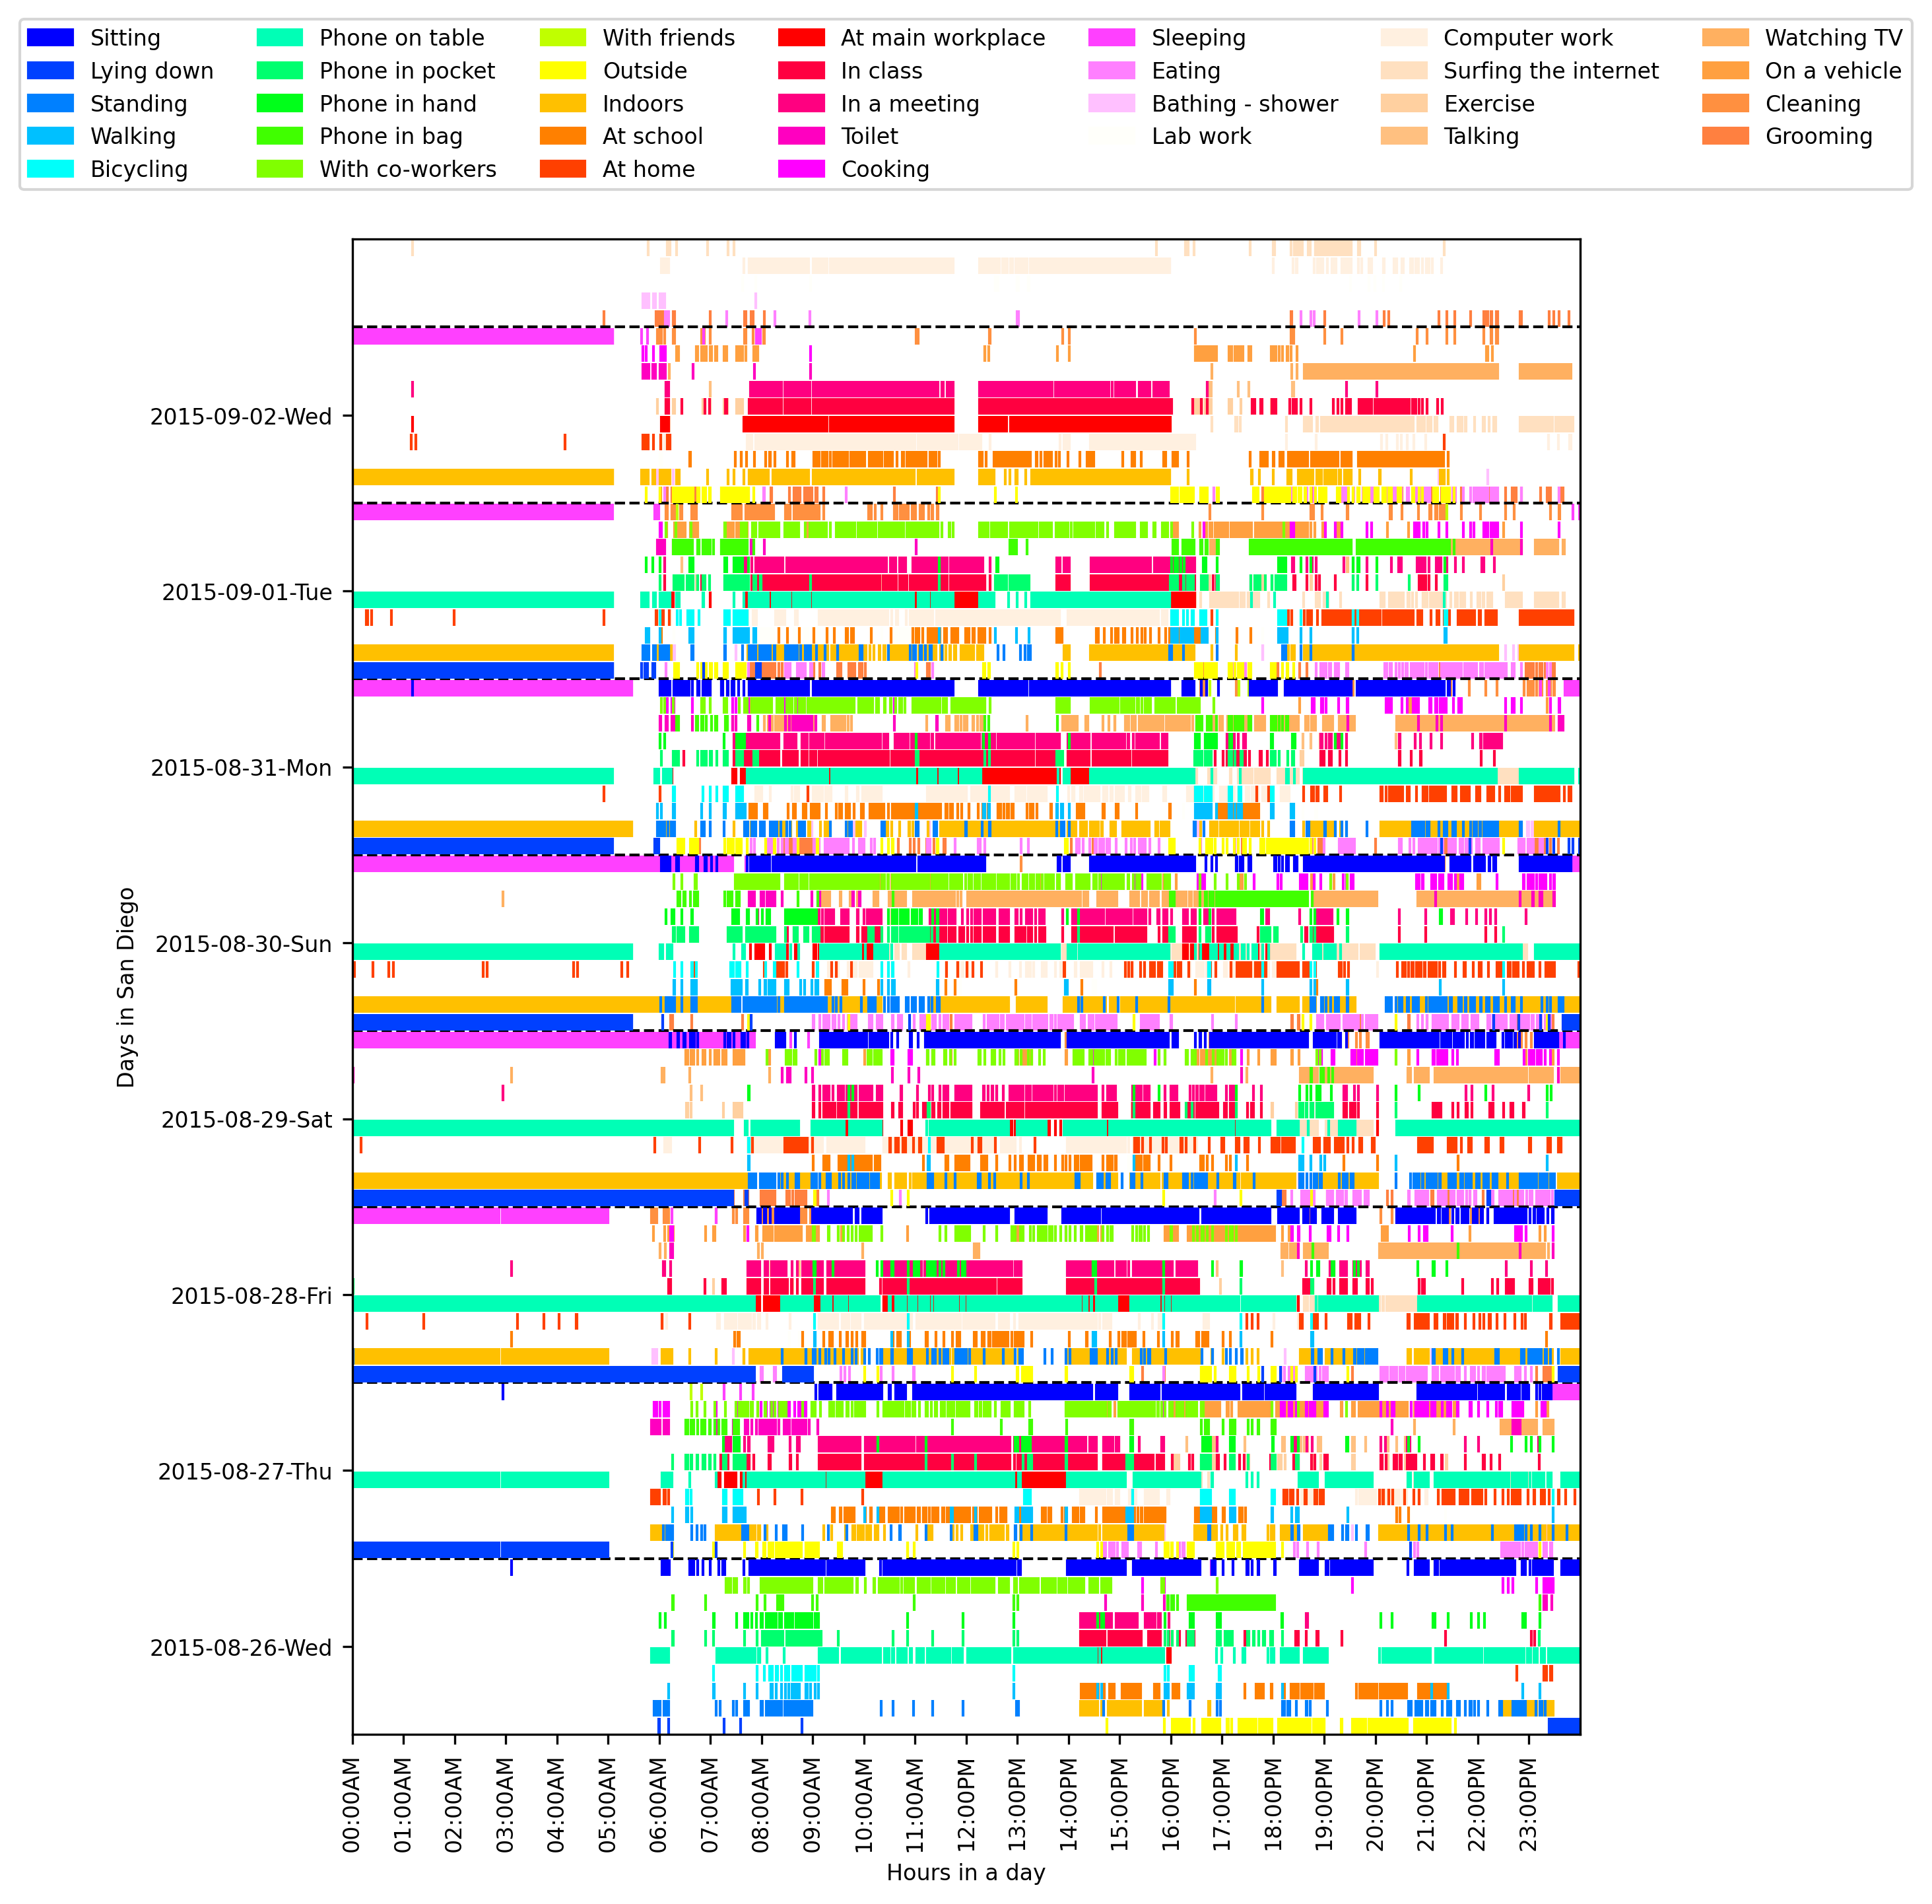 Sitting
Lying down
Standing
Walking
Bicycling
Phone on table
Phone in pocket
Phone in hand
Phone in bag
With co-workers
With friends
Outside
Indoors
At school
At home
At main workplace
In class
In a meeting
Toilet
Cooking
Sleeping
Eating
Bathing - shower
Lab work
Computer work
Surfing the internet
Exercise
Talking
Watching TV
On a vehicle
Cleaning
Grooming
Days in San Diego
2015-09-02-Wed
2015-09-01-Tue
2015-08-31-Mon
2015-08-30-Sun
2015-08-29-Sat
2015-08-28-Fri
2015-08-27-Thu
2015-08-26-Wed
00:00AM
01:00AM
02:00AM
03:00AM
04:00AM
05:00AM
06:00AM
07:00AM
08:00AM
09:00AM
10:00AM
11:00AM
12:00PM
13:00PM
14:00PM
15:00PM
16:00PM
17:00PM
18:00PM
19:00PM
20:00PM
21:00PM
22:00PM
23:00PM
Hours in a day